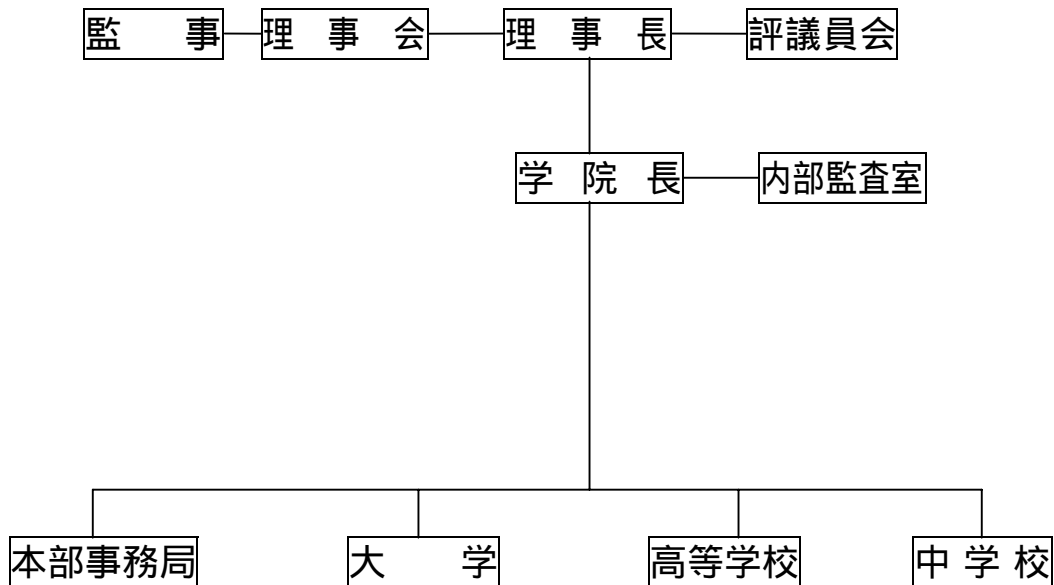 監　事 理 事 会 理 事 長 評議員会
学 院 長 内部監査室
本部事務局 大　学 高等学校 中 学 校